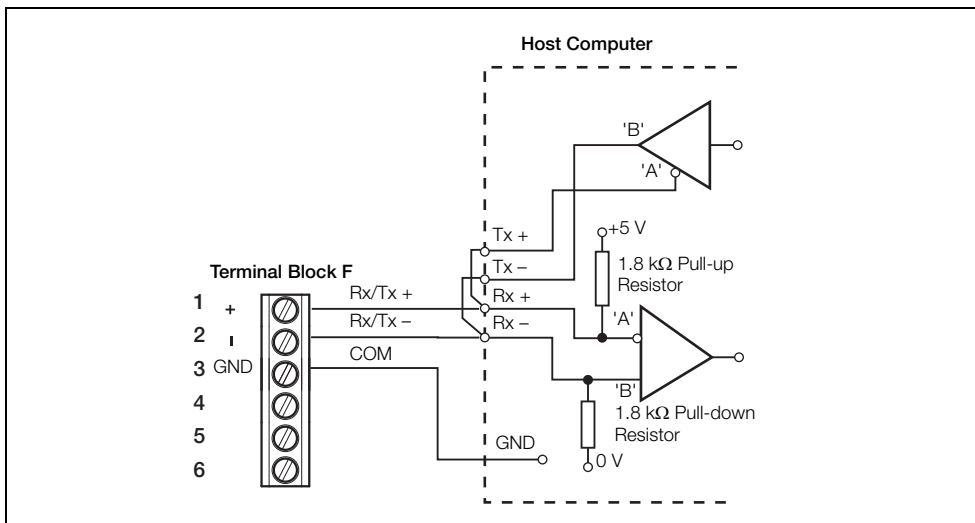 Host Computer
'B'
'A'
+5 V
Tx +
1.8 kΩ Pull-up
Resistor
Tx –
Terminal Block F
Rx/Tx +
Rx +
1 +
'A'
Rx/Tx –
Rx –
2 –
COM
3 GND
'B'
4
1.8 kΩ Pull-down
Resistor
5
GND
0 V
6